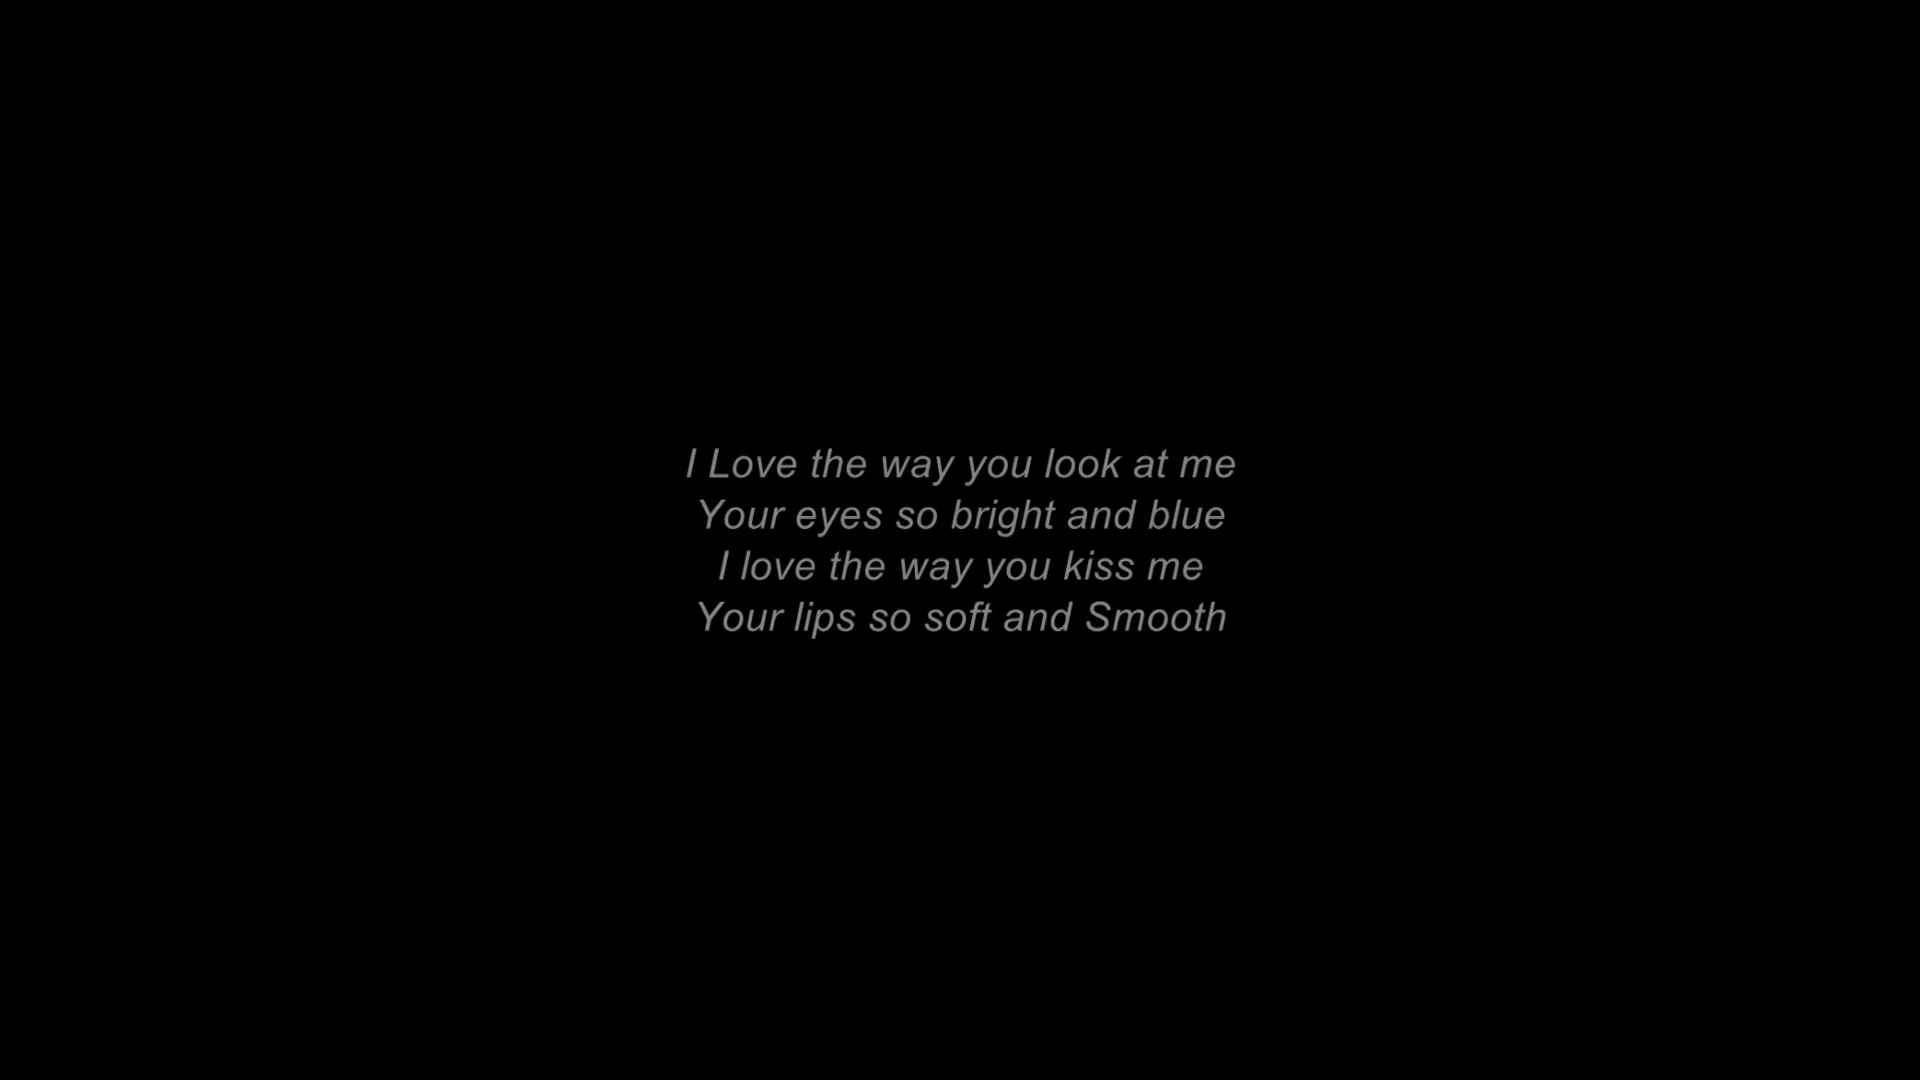 I Love the way you look at me
Your eyes so bright and blue
I love the way you kiss me
Your lips so soft and Smooth